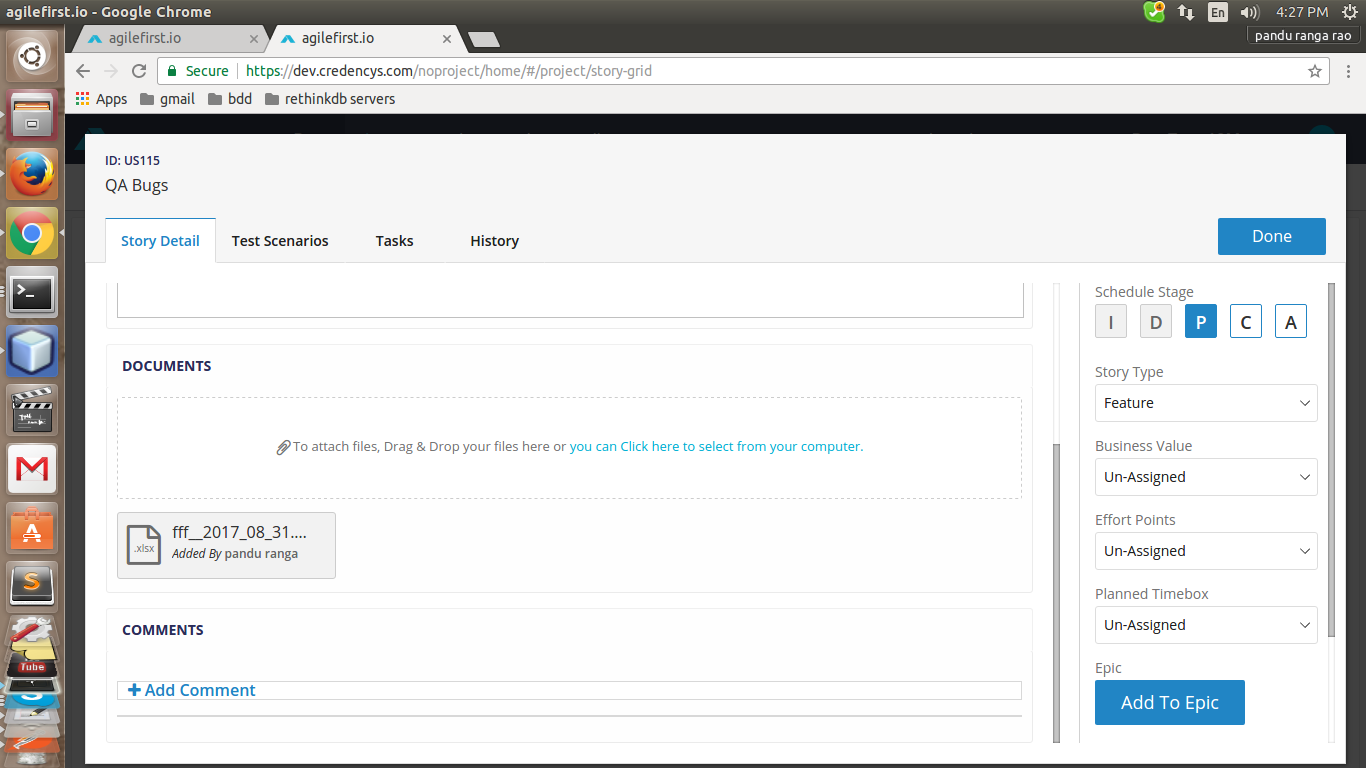 agilefirst.io - Google Chrome
4 En 4:27 PM
pandu ranga rao
agilefirst.io × agilefirst.io ×
Secure https://dev.credencys.com/noproject/home/#/project/story-grid
Apps gmail bdd rethinkdb servers
ID: US115
QA Bugs
Story Detail Test Scenarios Tasks History Done
Schedule Stage
I D P C A
DOCUMENTS
Story Type
Feature
To attach files, Drag & Drop your files here or you can Click here to select from your computer.
Business Value
Un-Assigned
.xlsx
fff__2017_08_31....
Added By pandu ranga
Effort Points
Un-Assigned
Planned Timebox
Un-Assigned
COMMENTS
Add Comment
Epic
Add To Epic
Tube